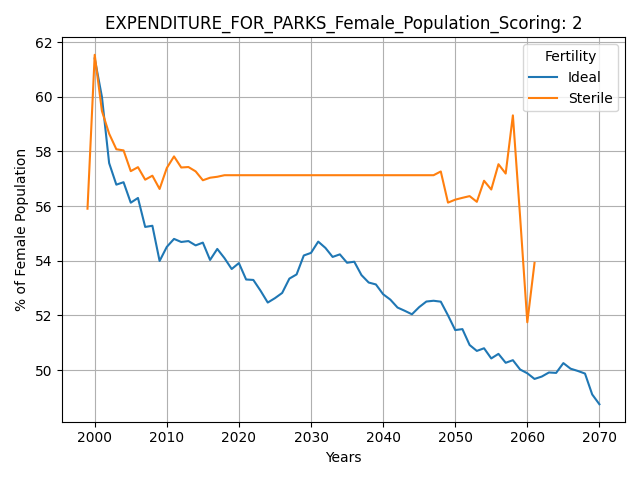 EXPENDITURE_FOR_PARKS_Female_Population_Scoring: 2
Fertility
Ideal
Sterile
% of Female Population
62
60
58
56
54
52
50
2000 2010 2020 2030 2040 2050 2060 2070
Years